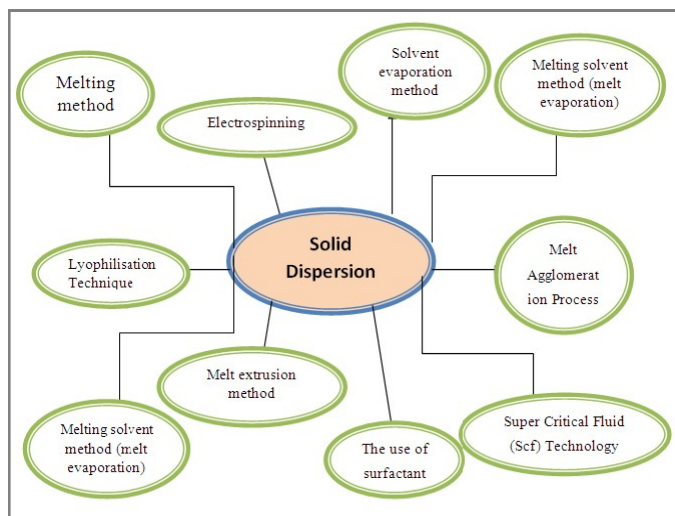 Melting
method
Electrospinning
Solvent
evaporation
method
Melting solvent
method (melt
evaporation)
Solid
Dispersion
Lyophilisation
Technique
Melt
Agglomerat
ion Process
Melt extrusion
method
Melting solvent
method (melt
evaporation)
The use of
surfactant
Super Critical Fluid
(Scf) Technology